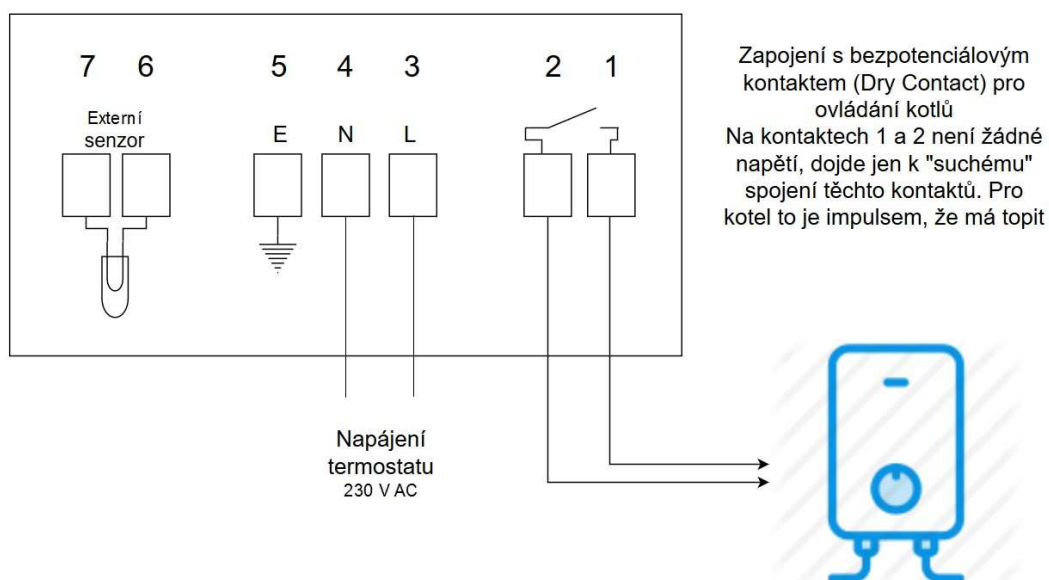 7 6 5 4 3 2 1
Externí
senzor
E N L
Napájení
termostatu
230 V AC
Zapojení s bezpotenciálovým
kontaktem (Dry Contact) pro
ovládání kotlů
Na kontaktech 1 a 2 není žádné
napětí, dojde jen k "suchému"
spojení těchto kontaktů. Pro
kotel to je impulsem, že má topit